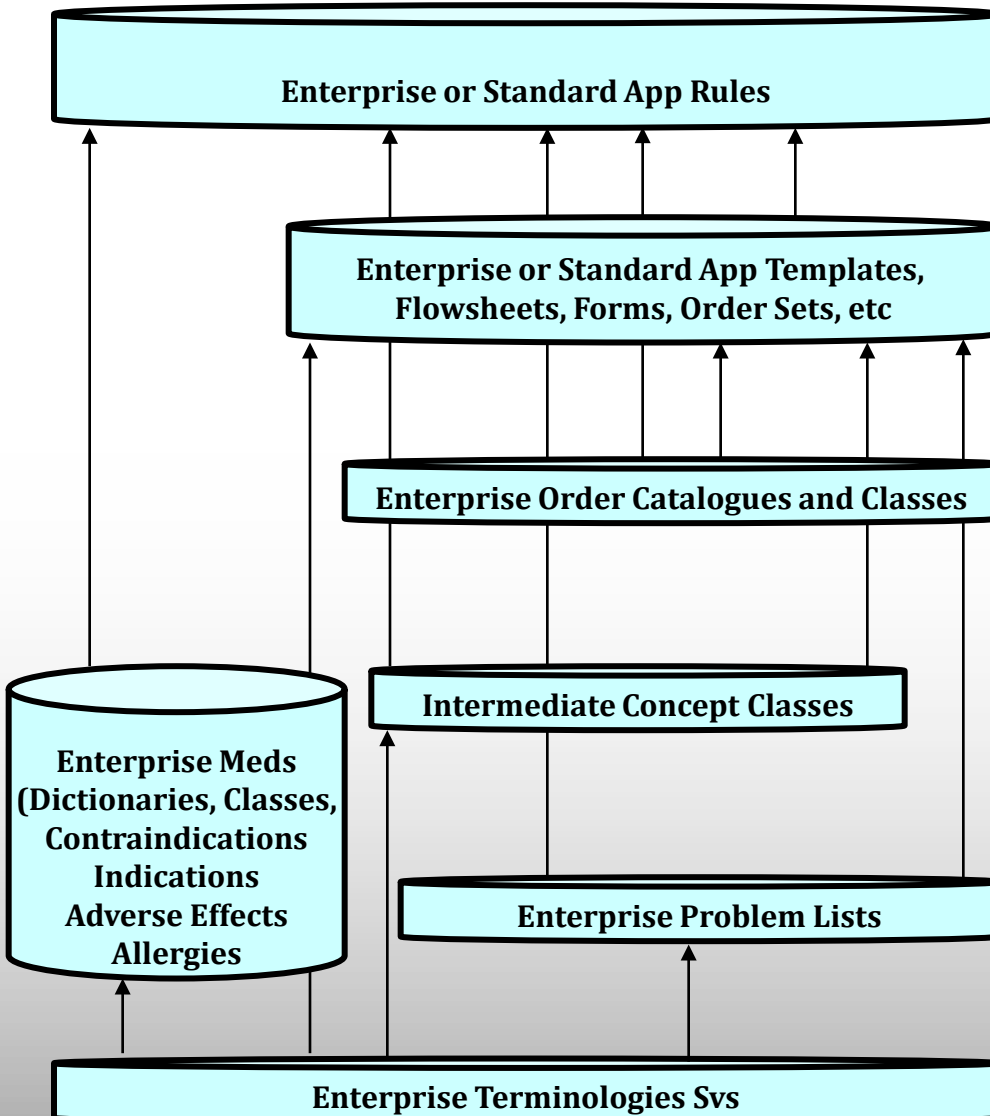 Enterprise or Standard App Rules
Enterprise or Standard App Templates,
Flowsheets, Forms, Order Sets, etc
Enterprise Order Catalogues and Classes
Intermediate Concept Classes
Enterprise Meds
(Dictionaries, Classes,
Contraindications
Indications
Adverse Effects
Allergies
Enterprise Problem Lists
Enterprise Terminologies Svs